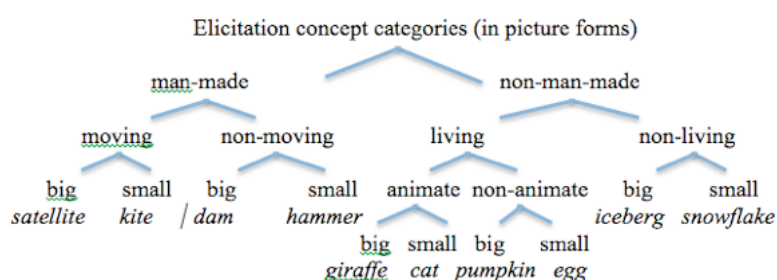 Elicitation concept categories (in picture forms)
man-made non-man-made
moving non-moving living non-living
big small big small animate non-animate big small
satellite kite / dam hammer iceberg snowflake
big small big small
giraffe cat pumpkin egg